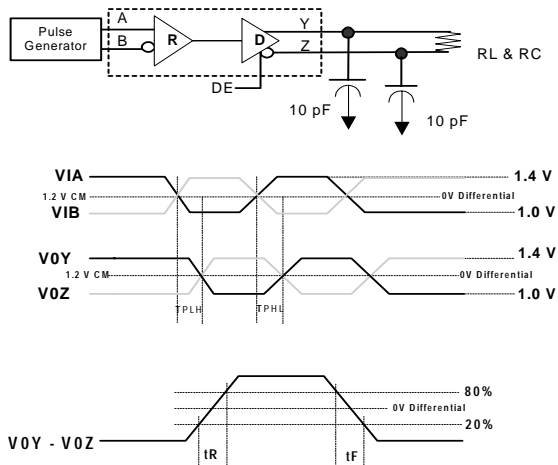 Pulse
Generator
A
B
R
D
Y
Z
DE
10 pF
10 pF
RL & RC
VIA
1.4 V
1.2 V CM
0V Differential
VIB
1.0 V
V0Y
1.4 V
1.2 V CM
0V Differential
V0Z
1.0 V
TPLH
TPHL
80%
0V Differential
20%
V0Y - V0Z
tR
tF